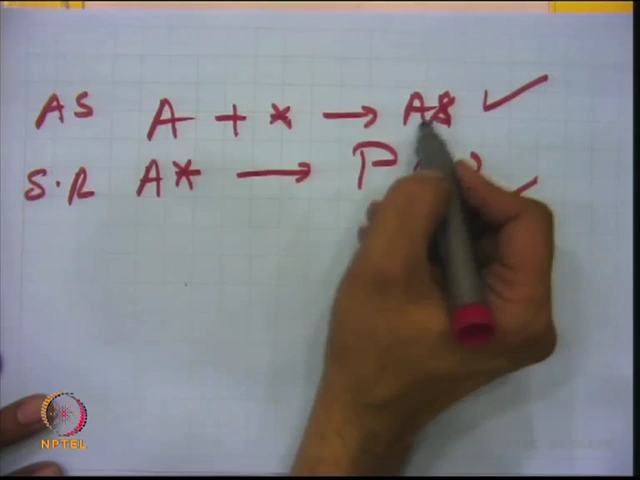 AS A + * → A* ✓
S.R A* → P
NPTEL